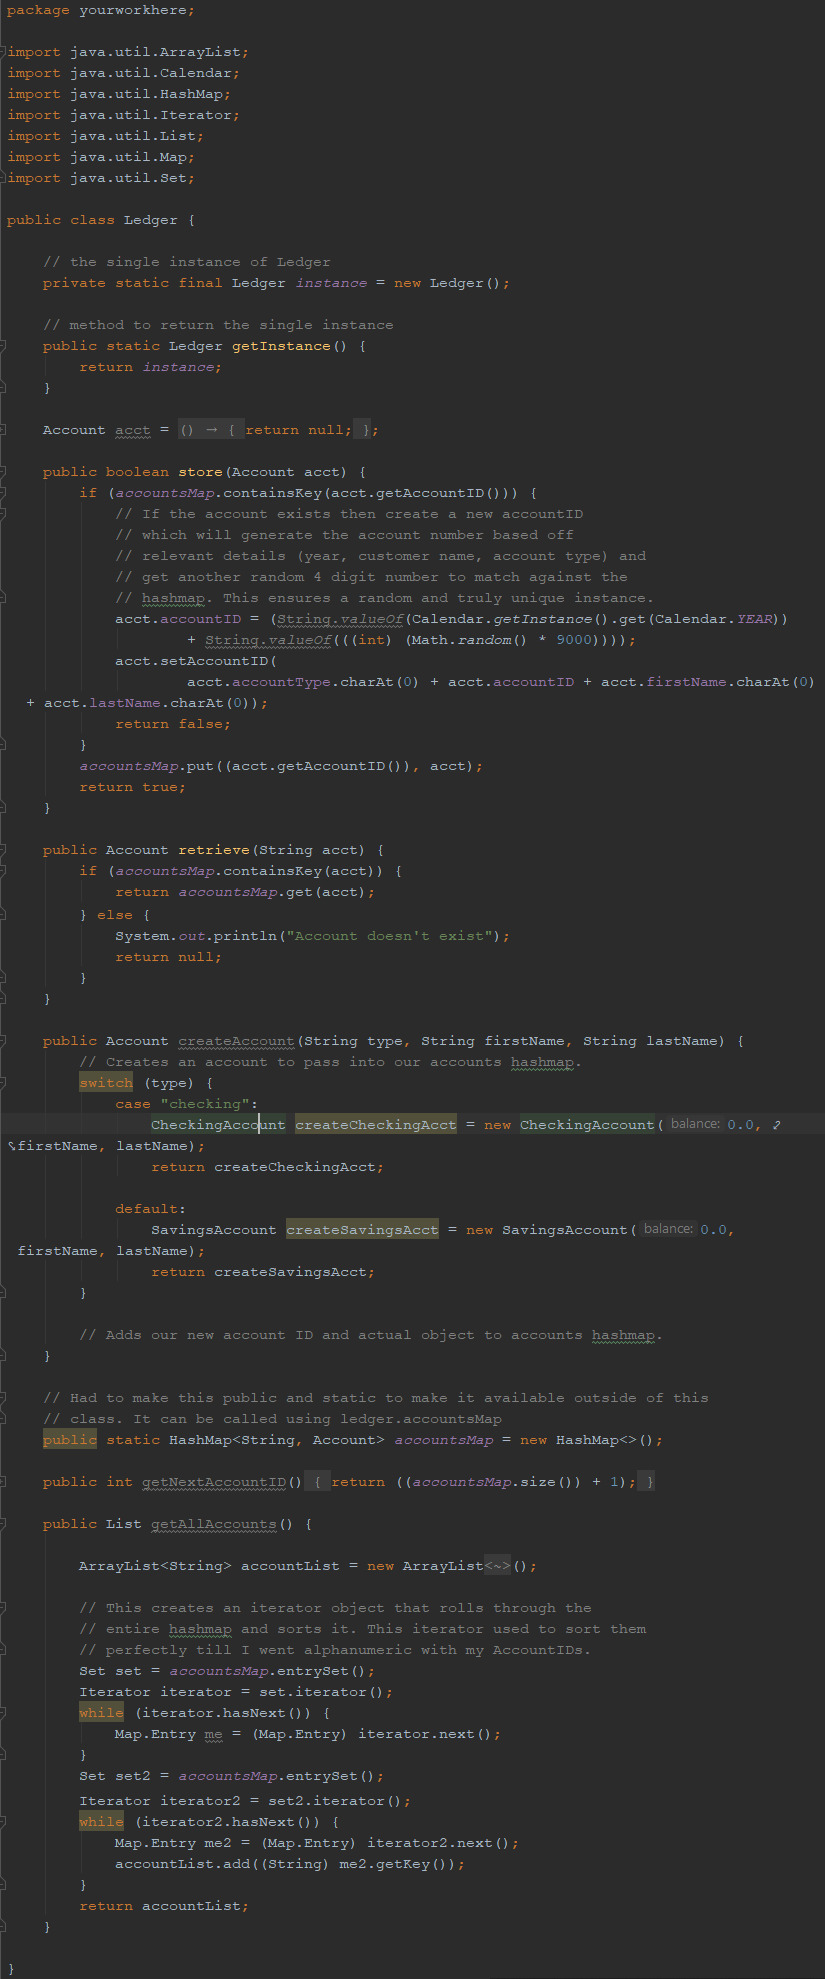 package yourworkhere;
import java.util.ArrayList;
import java.util.Calendar;
import java.util.HashMap;
import java.util.Iterator;
import java.util.List;
import java.util.Map;
import java.util.Set;
public class Ledger {
// the single instance of Ledger
private static final Ledger instance = new Ledger();
// method to return the single instance
public static Ledger getInstance() {
return instance;
}
Account acct = () → { return null; };
public boolean store(Account acct) {
if (accountsMap.containsKey(acct.getAccountID())) {
// If the account exists then create a new accountID
// which will generate the account number based off
// relevant details (year, customer name, account type) and
// get another random 4 digit number to match against the
// hashmap. This ensures a random and truly unique instance.
acct.accountID = (String.valueOf(Calendar.getInstance().get(Calendar.YEAR))
+ String.valueOf(((int) (Math.random() * 9000))));
acct.setAccountID(
acct.accountType.charAt(0) + acct.accountID + acct.firstName.charAt(0)
+ acct.lastName.charAt(0));
return false;
}
accountsMap.put((acct.getAccountID()), acct);
return true;
}
public Account retrieve(String acct) {
if (accountsMap.containsKey(acct)) {
return accountsMap.get(acct);
} else {
System.out.println("Account doesn't exist");
return null;
}
}
public Account createAccount(String type, String firstName, String lastName) {
// Creates an account to pass into our accounts hashmap.
switch (type) {
case "checking":
CheckingAccount createCheckingAcct = new CheckingAccount( balance: 0.0,
firstName, lastName);
return createCheckingAcct;
default:
SavingsAccount createSavingsAcct = new SavingsAccount( balance: 0.0,
firstName, lastName);
return createSavingsAcct;
}
// Adds our new account ID and actual object to accounts hashmap.
}
// Had to make this public and static to make it available outside of this
// class. It can be called using ledger.accountsMap
public static HashMap<String, Account> accountsMap = new HashMap<>();
public int getNextAccountID() { return ((accountsMap.size()) + 1); }
public List getAllAccounts() {
ArrayList<String> accountList = new ArrayList<~>();
// This creates an iterator object that rolls through the
// entire hashmap and sorts it. This iterator used to sort them
// perfectly till I went alphanumeric with my AccountIDs.
Set set = accountsMap.entrySet();
Iterator iterator = set.iterator();
while (iterator.hasNext()) {
Map.Entry me = (Map.Entry) iterator.next();
}
Set set2 = accountsMap.entrySet();
Iterator iterator2 = set2.iterator();
while (iterator2.hasNext()) {
Map.Entry me2 = (Map.Entry) iterator2.next();
accountList.add((String) me2.getKey());
}
return accountList;
}
}